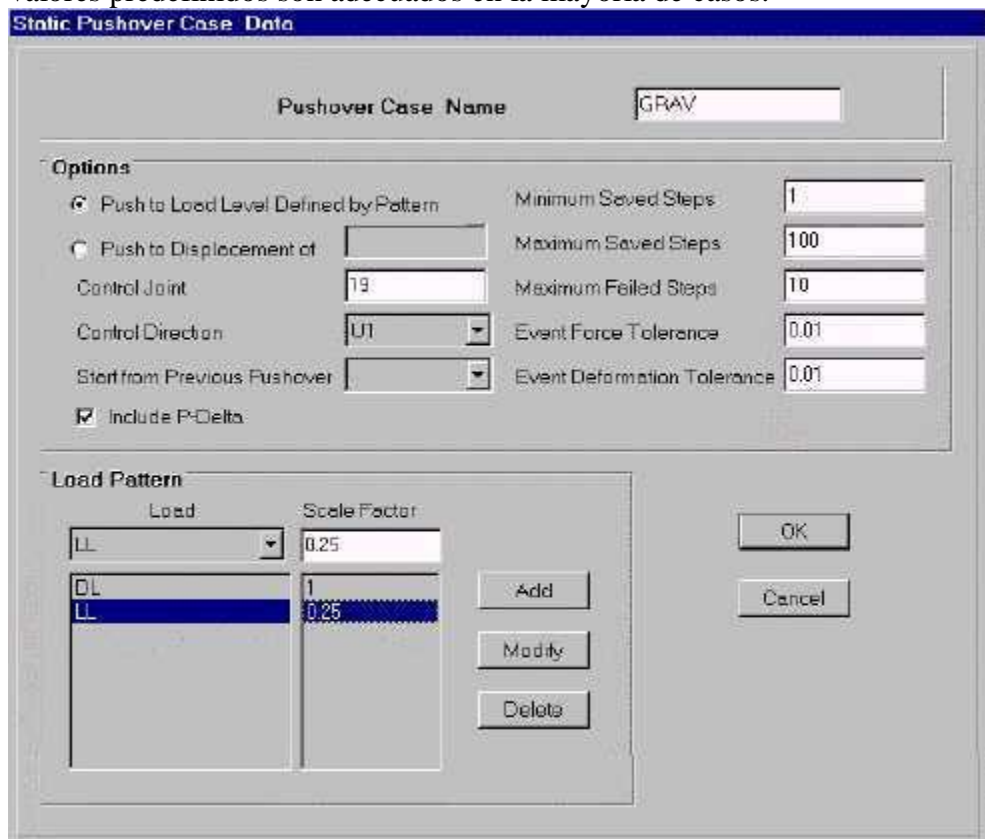 valores predefinidos son adecuados en la mayoría de casos.
Static Pushover Case Data
Pushover Case Name
GRAV
Options
Push to Load Level Defined by Pattern
Minimum Saved Steps
1
Push to Displacement of
Maximum Saved Steps
100
Control Joint
19
Maximum Failed Steps
10
Control Direction
U1
Event Force Tolerance
0.01
Start from Previous Pushover
Event Deformation Tolerance
0.01
Include P-Delta
Load Pattern
Load
Scale Factor
LL
0.25
OK
DL
1
Add
Cancel
LL
0.25
Modify
Delete